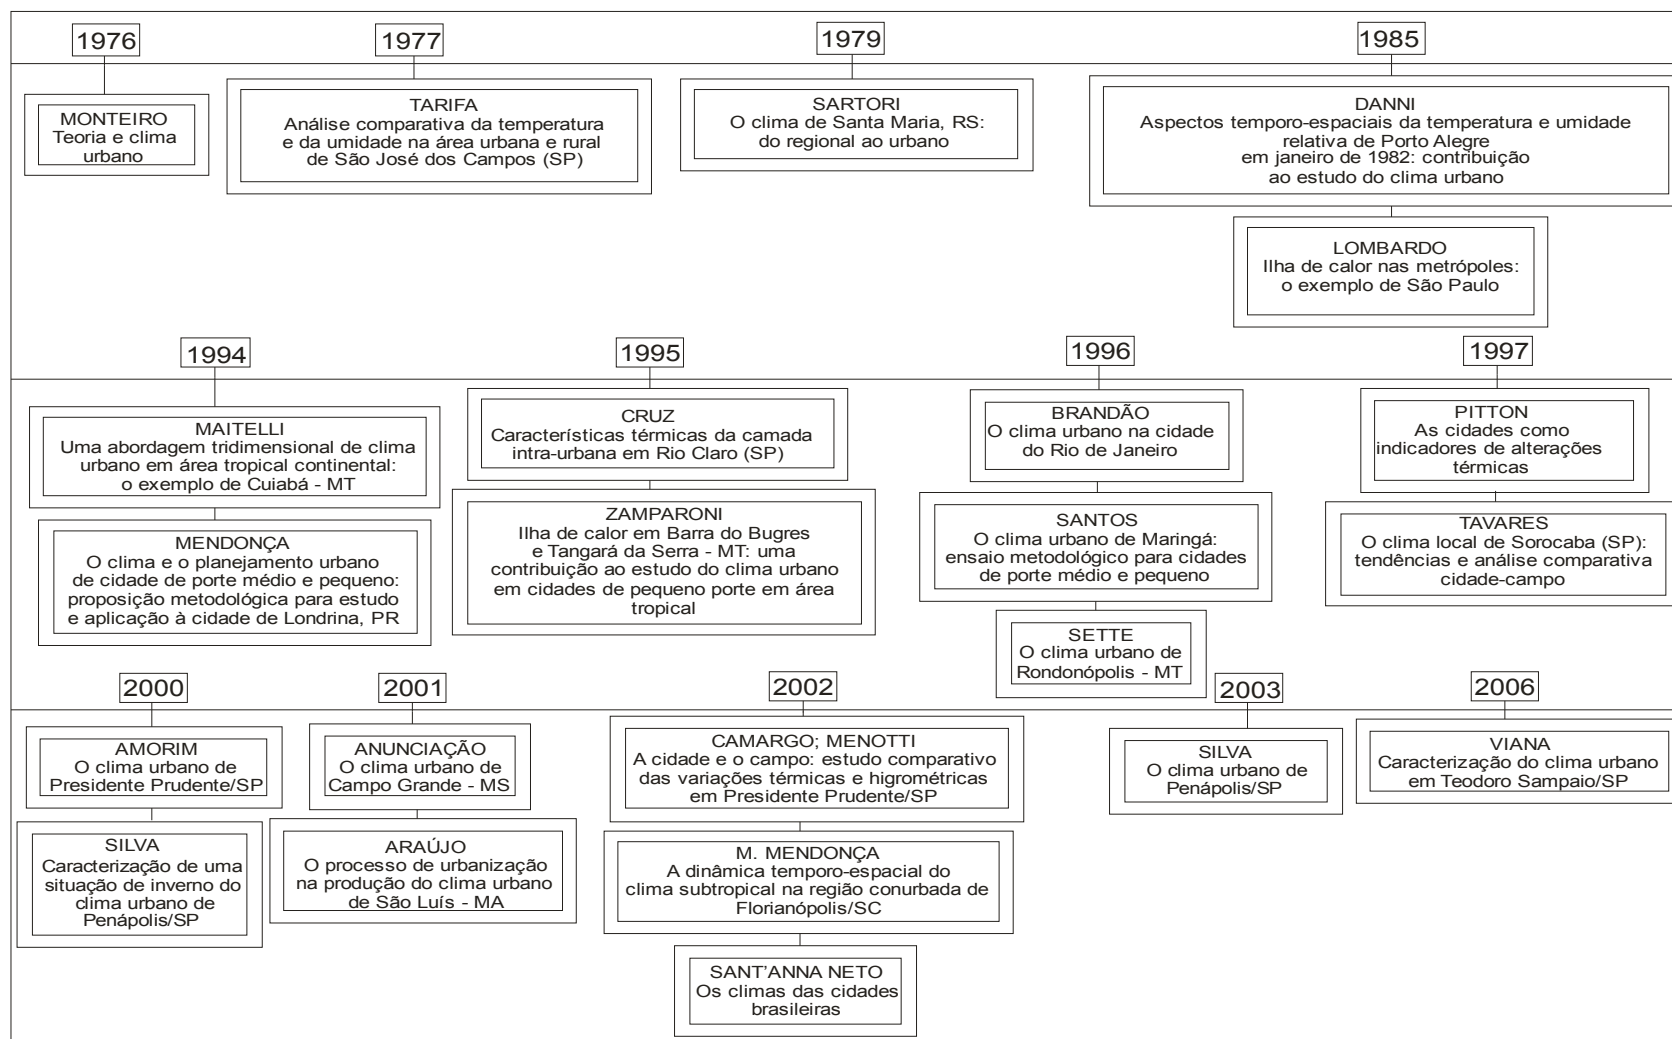 1976
MONTEIRO
Teoria e clima
urbano
1977
TARIFA
Análise comparativa da temperatura
e da umidade na área urbana e rural
de São José dos Campos (SP)
1979
SARTORI
O clima de Santa Maria, RS:
do regional ao urbano
1985
DANNI
Aspectos temporo-espaciais da temperatura e umidade
relativa de Porto Alegre
em janeiro de 1982: contribuição
ao estudo do clima urbano
LOMBARDO
Ilha de calor nas metrópoles:
o exemplo de São Paulo
1994
MAITELLI
Uma abordagem tridimensional de clima
urbano em área tropical continental:
o exemplo de Cuiabá - MT
MENDONÇA
O clima e o planejamento urbano
de cidade de porte médio e pequeno:
proposição metodológica para estudo
e aplicação à cidade de Londrina, PR
1995
CRUZ
Características térmicas da camada
intra-urbana em Rio Claro (SP)
ZAMPARONI
Ilha de calor em Barra do Bugres
e Tangará da Serra - MT: uma
contribuição ao estudo do clima urbano
em cidades de pequeno porte em área
tropical
1996
BRANDÃO
O clima urbano na cidade
do Rio de Janeiro
SANTOS
O clima urbano de Maringá:
ensaio metodológico para cidades
de porte médio e pequeno
SETTE
O clima urbano de
Rondonópolis - MT
1997
PITTON
As cidades como
indicadores de alterações
térmicas
TAVARES
O clima local de Sorocaba (SP):
tendências e análise comparativa
cidade-campo
2000
AMORIM
O clima urbano de
Presidente Prudente/SP
SILVA
Caracterização de uma
situação de inverno do
clima urbano de
Penápolis/SP
2001
ANUNCIAÇÃO
O clima urbano de
Campo Grande - MS
ARAÚJO
O processo de urbanização
na produção do clima urbano
de São Luís - MA
2002
CAMARGO; MENOTTI
A cidade e o campo: estudo comparativo
das variações térmicas e higrométricas
em Presidente Prudente/SP
M. MENDONÇA
A dinâmica temporo-espacial do
clima subtropical na região conurbada de
Florianópolis/SC
SANT'ANNA NETO
Os climas das cidades
brasileiras
2003
SILVA
O clima urbano de
Penápolis/SP
2006
VIANA
Caracterização do clima urbano
em Teodoro Sampaio/SP